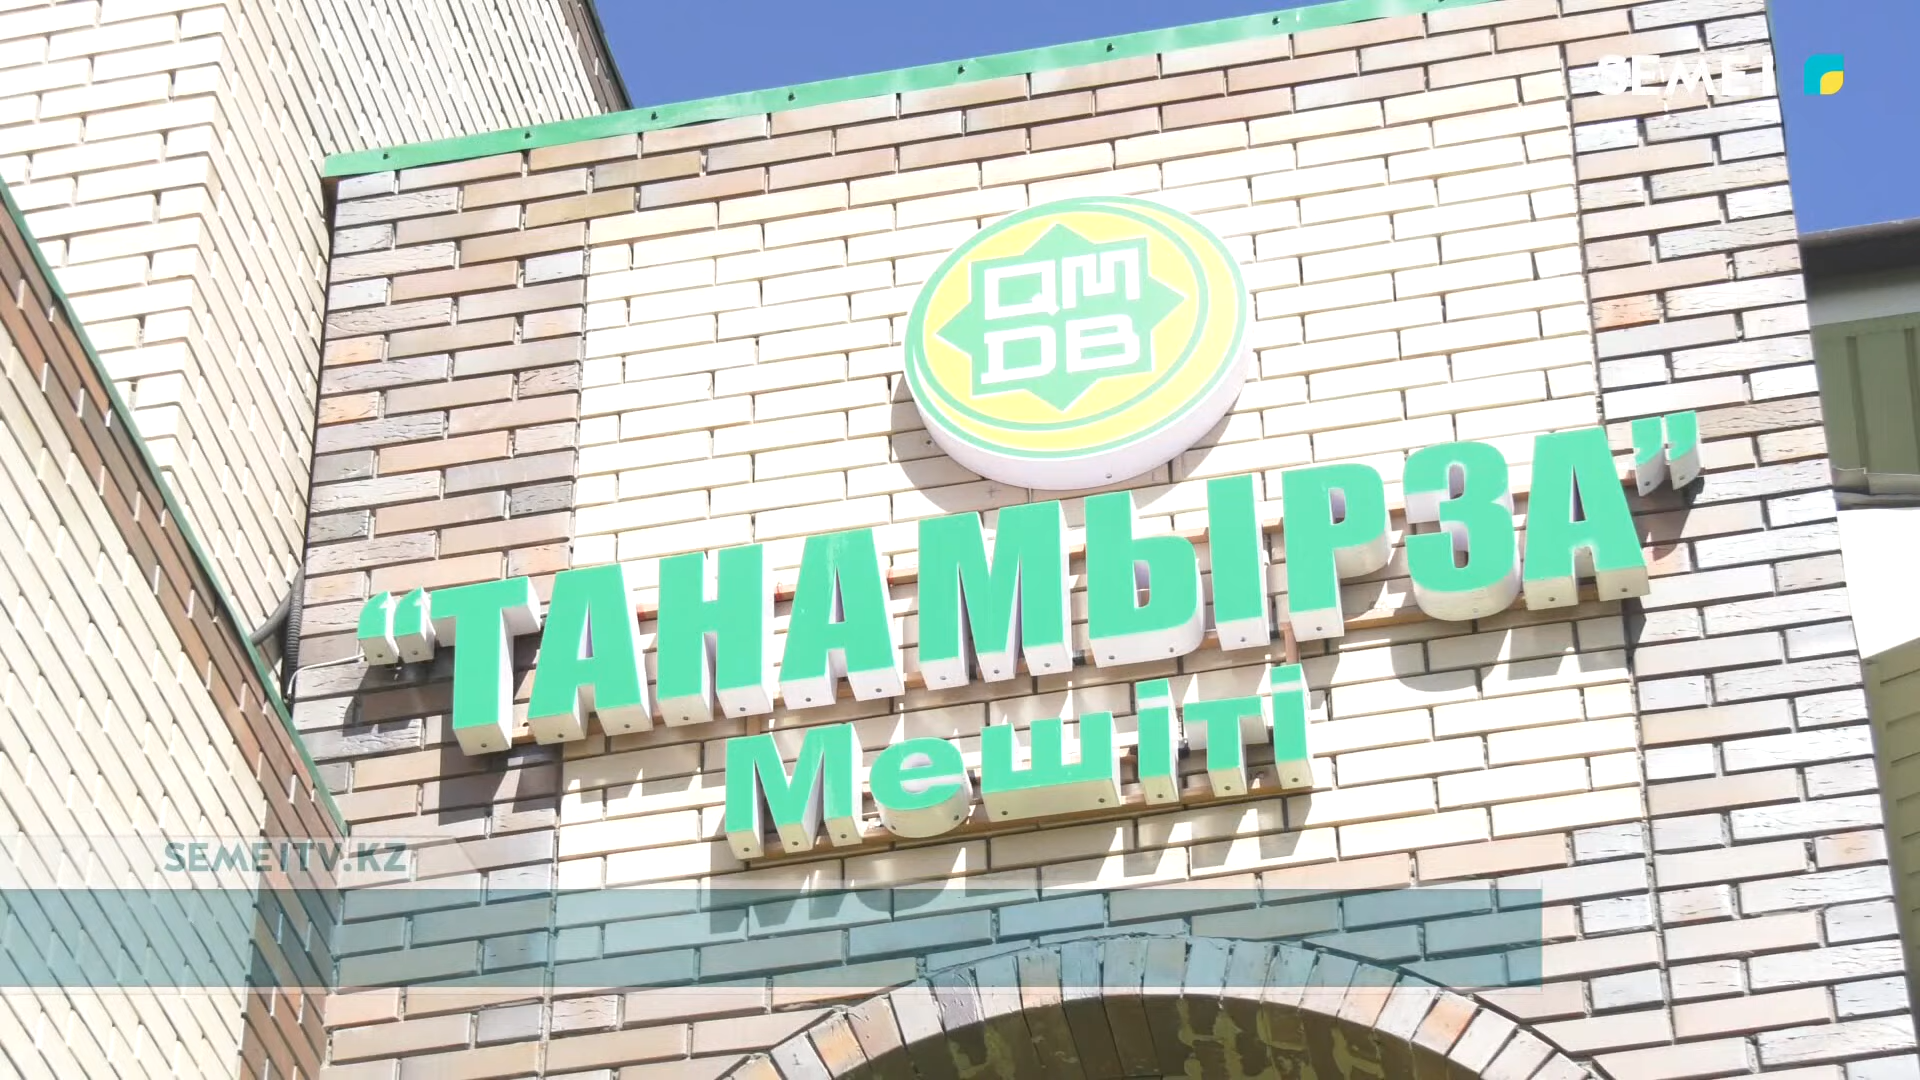 SEMEI
QM
DB
“ТАНАМЫРЗА”
Мешіті
SEMEITV.KZ